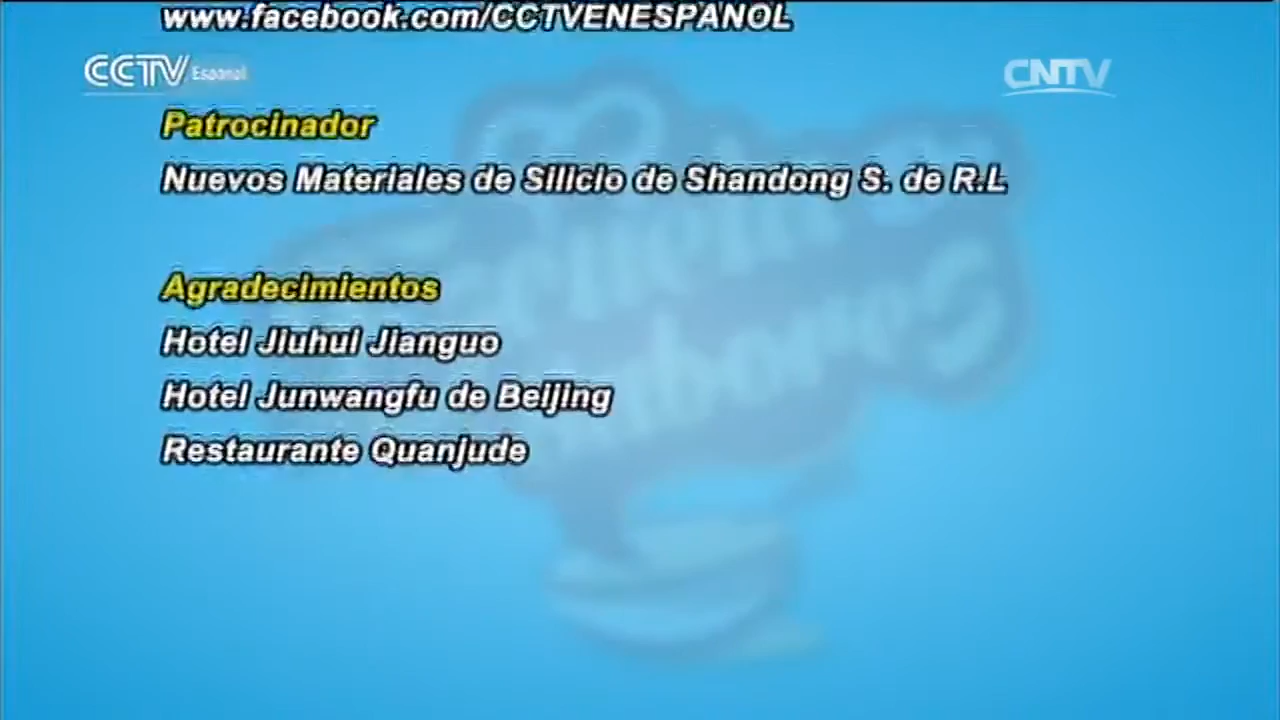 www.facebook.com/CCTVENESPANOL
CCTV Español
CNTV
Patrocinador
Nuevos Materiales de Silicio de Shandong S. de R.L
Agradecimientos
Hotel Jiuhui Jianguo
Hotel Junwangfu de Beijing
Restaurante Quanjude